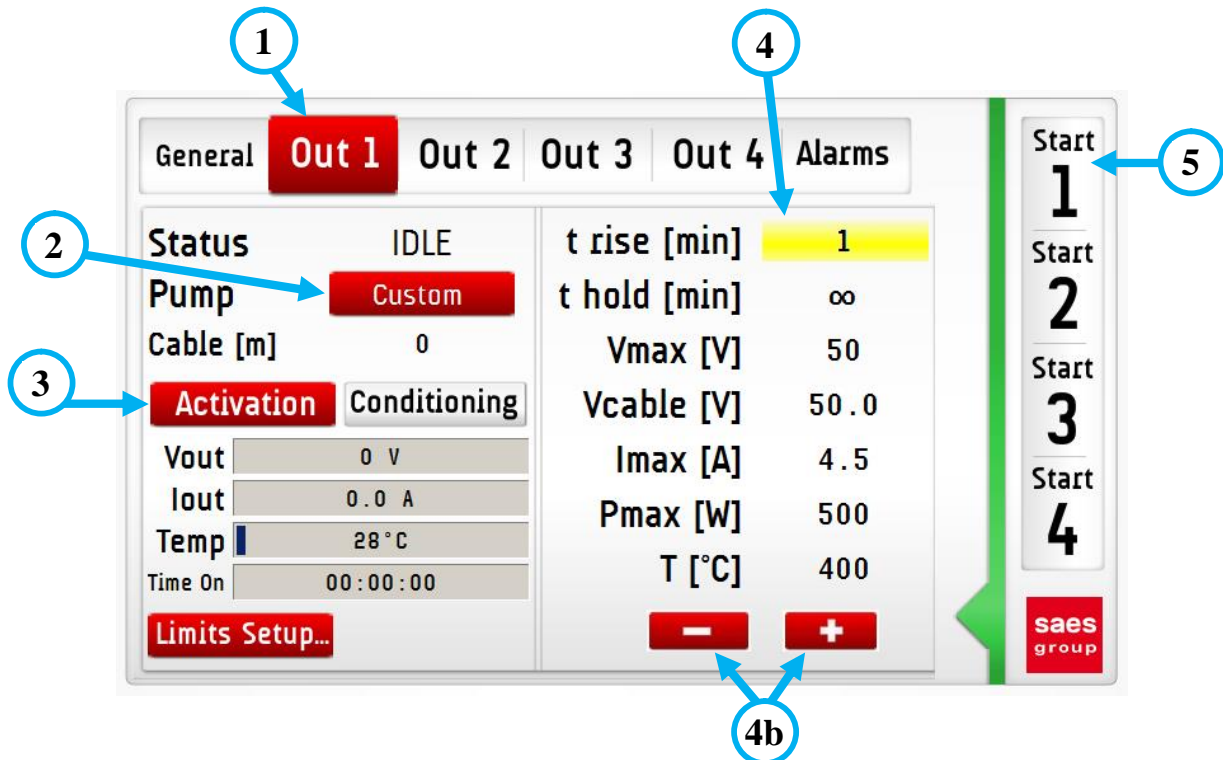 1
4
General Out 1 Out 2 Out 3 Out 4 Alarms
Start
1
5
2
Status IDLE
Pump Custom
Cable [m] 0
3
Activation Conditioning
Vout 0 V
Iout 0.0 A
Temp 28°C
Time On 00:00:00
Limits Setup...
t rise [min] 1
t hold [min] ∞
Vmax [V] 50
Vcable [V] 50.0
Imax [A] 4.5
Pmax [W] 500
T [°C] 400
− +
4b
Start
2
Start
3
Start
4
saes
group